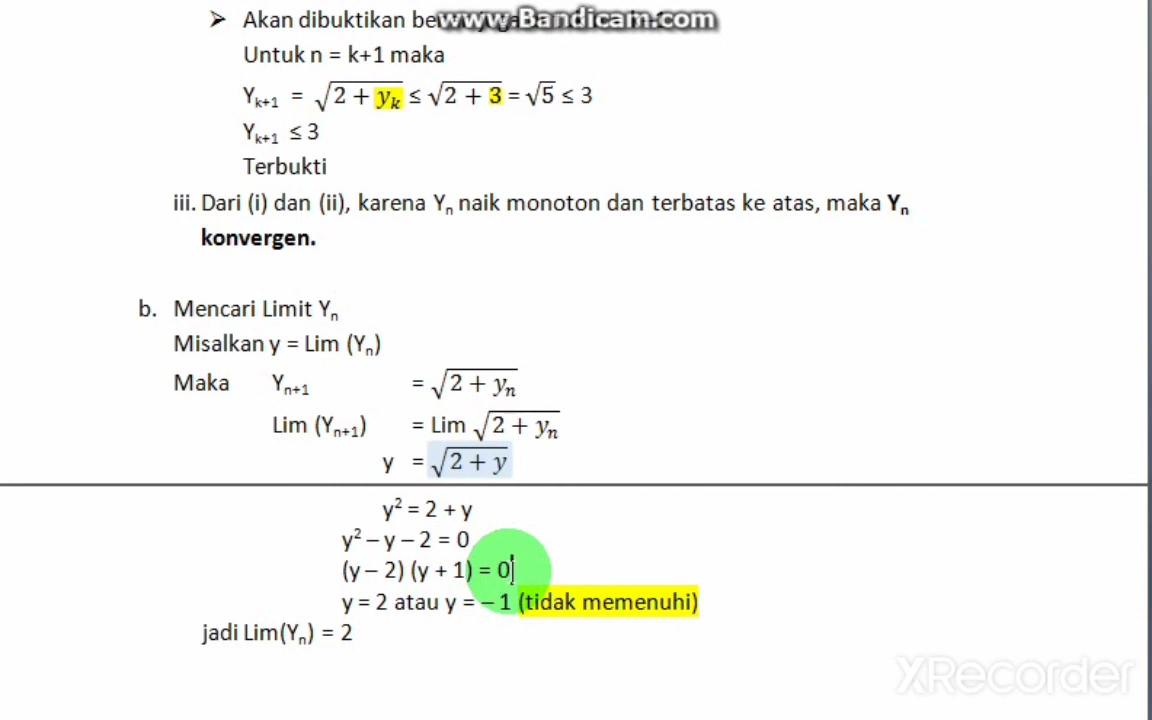 ➢ Akan dibuktikan
www.Bandicam.com
Untuk n = k+1 maka
Yₖ₊₁ = √(2 + yₖ) ≤ √(2 + 3) = √5 ≤ 3
Yₖ₊₁ ≤ 3
Terbukti
iii. Dari (i) dan (ii), karena Yₙ naik monoton dan terbatas ke atas, maka Yₙ
konvergen.
b. Mencari Limit Yₙ
Misalkan y = Lim (Yₙ)
Maka Yₙ₊₁ = √(2 + yₙ)
Lim (Yₙ₊₁) = Lim √(2 + yₙ)
y = √(2 + y)
y² = 2 + y
y² – y – 2 = 0
(y – 2) (y + 1) = 0
y = 2 atau y = – 1 (tidak memenuhi)
jadi Lim(Yₙ) = 2
XRecorder